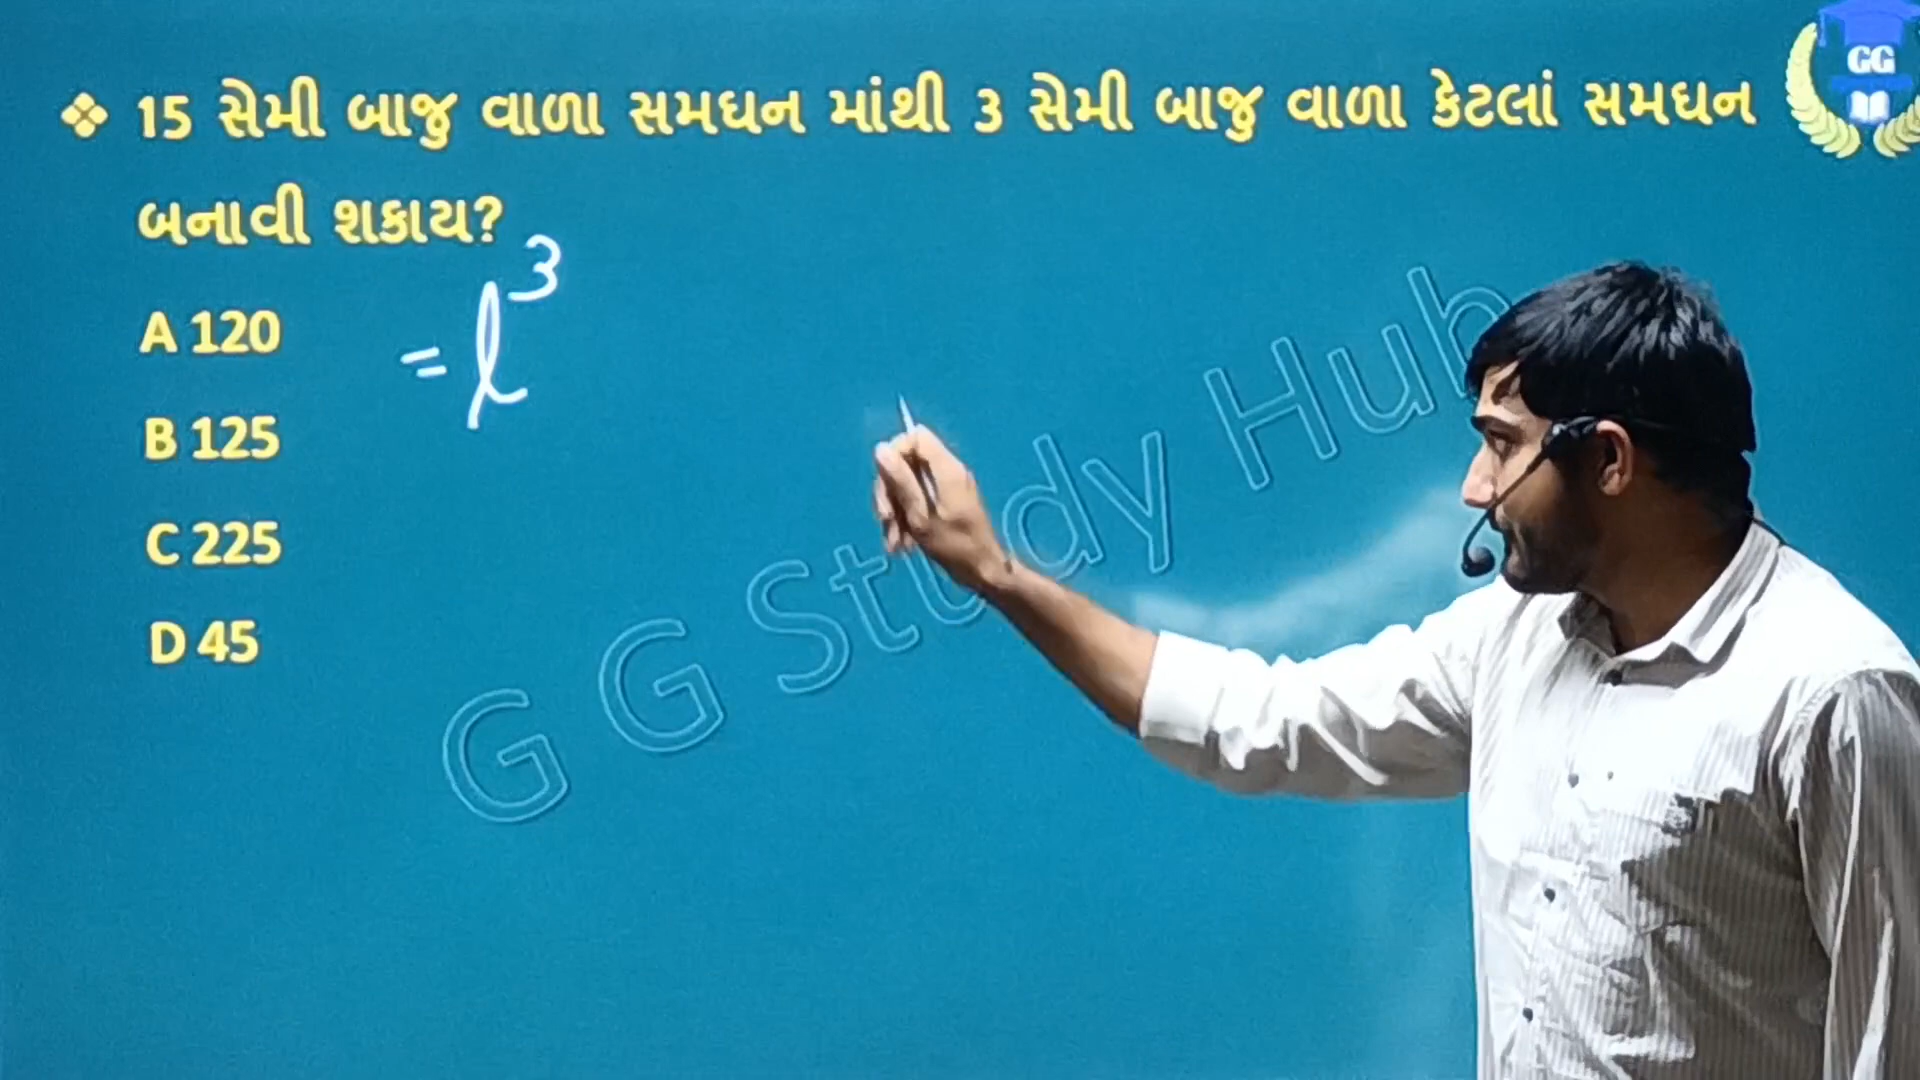 ❖ 15 સેમી બાજુ વાળા સમઘન માંથી 3 સેમી બાજુ વાળા કેટલાં સમઘન
બનાવી શકાય?
A 120
B 125
C 225
D 45
= l³
G G Study Hub
GG